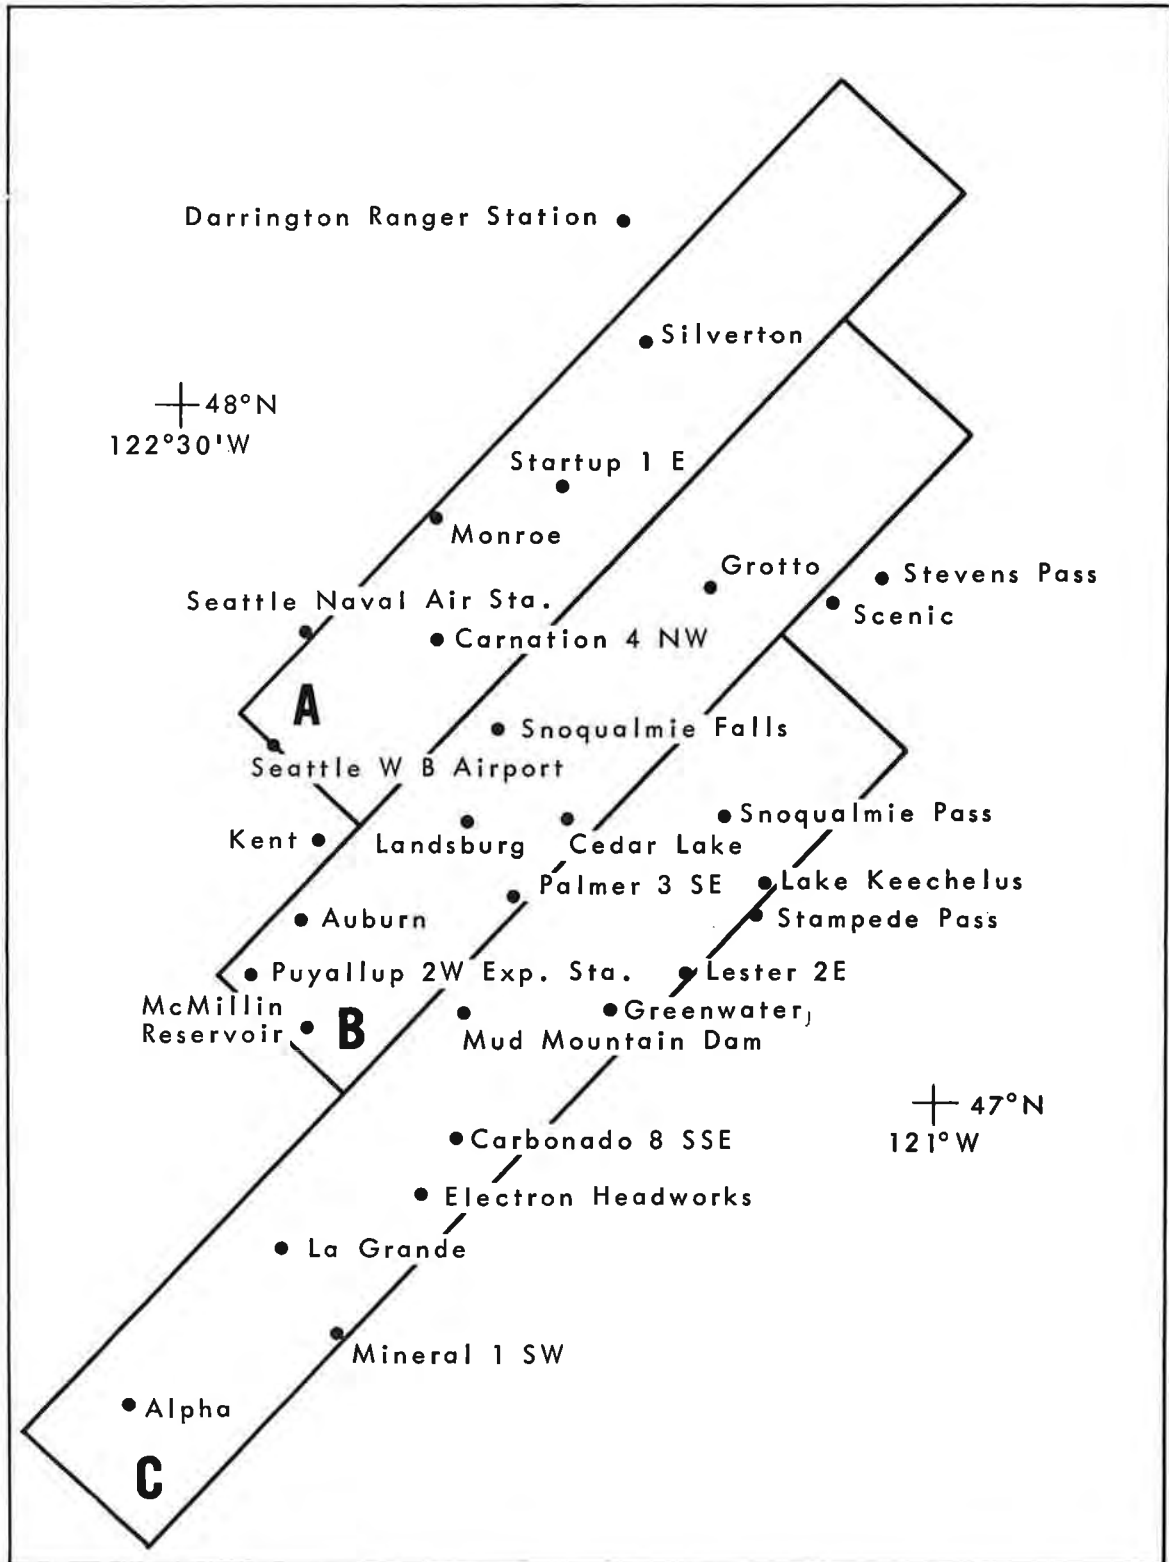 Darrington Ranger Station
Silverton
48°N
122°30'W
Startup 1 E
Monroe
Grotto
Stevens Pass
Seattle Naval Air Sta.
Scenic
Carnation 4 NW
A
Snoqualmie Falls
Seattle W B Airport
Snoqualmie Pass
Kent
Landsburg
Cedar Lake
Palmer 3 SE
Lake Keechelus
Auburn
Stampede Pass
Puyallup 2W Exp. Sta.
Lester 2E
McMillin
Reservoir
B
Greenwater
Mud Mountain Dam
47°N
121°W
Carbonado 8 SSE
Electron Headworks
La Grande
Mineral 1 SW
Alpha
C